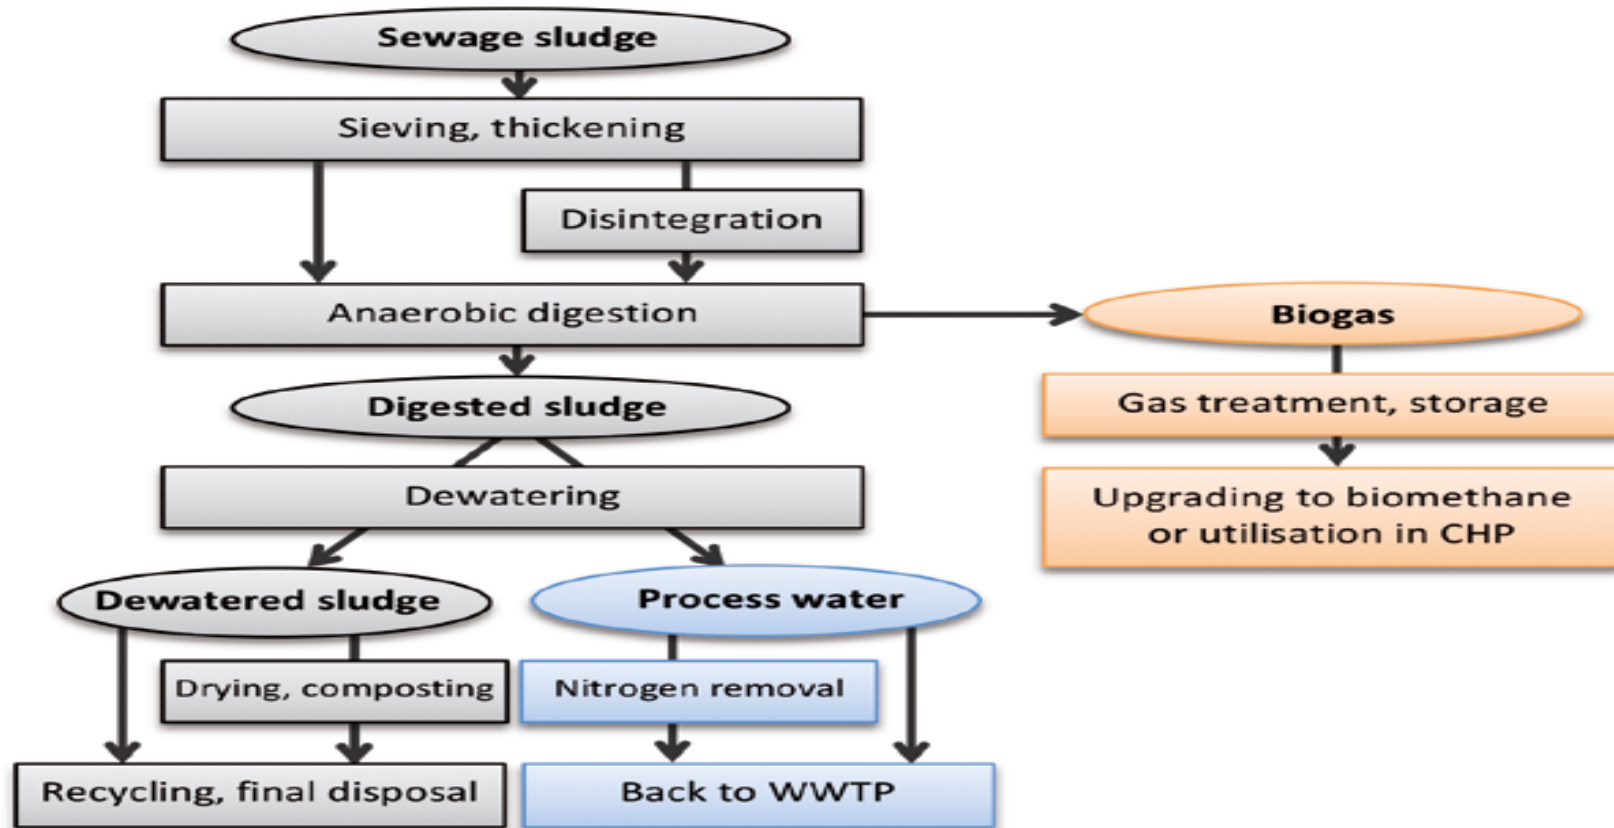 Sewage sludge
Sieving, thickening
Disintegration
Anaerobic digestion
Biogas
Digested sludge
Gas treatment, storage
Dewatering
Upgrading to biomethane
or utilisation in CHP
Dewatered sludge
Process water
Drying, composting
Nitrogen removal
Recycling, final disposal
Back to WWTP